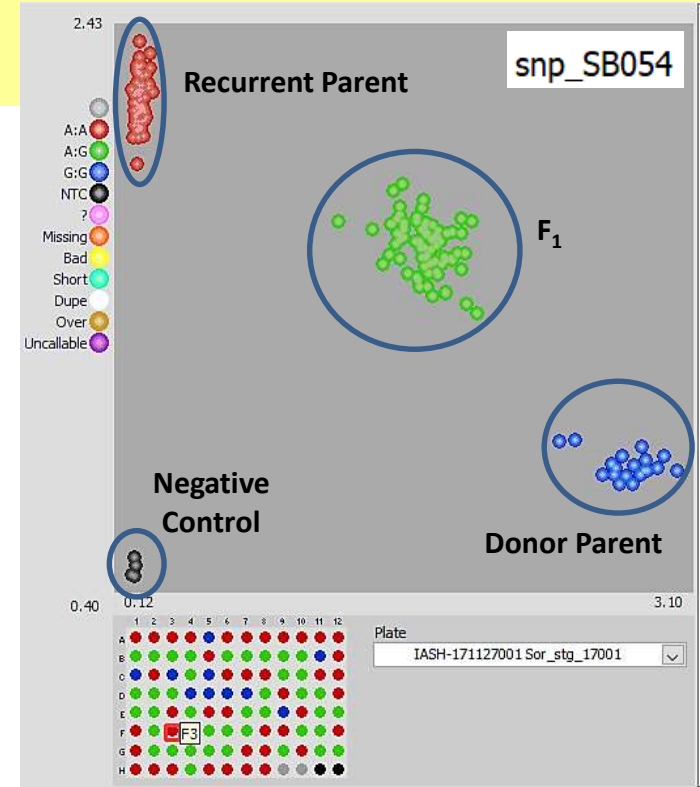 2.43
snp_SB054
Recurrent Parent
A:A
A:G
G:G
NTC
?
Missing
Bad
Short
Dupe
Over
Uncallable
F1
Negative
Control
Donor Parent
0.40
0.12
3.10
1 2 3 4 5 6 7 8 9 10 11 12
A
B
C
D
E
F
F3
G
H
Plate
IASH-171127001 Sor_stg_17001